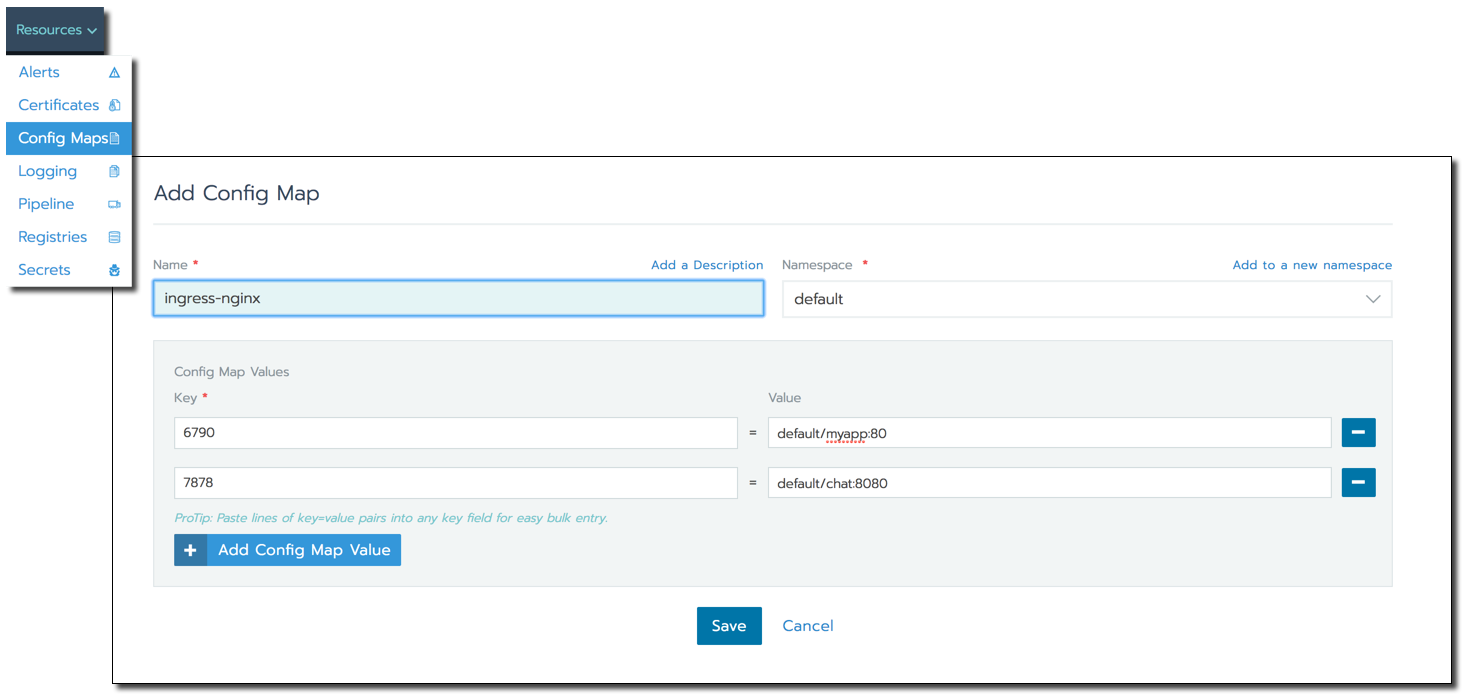 Resources
Alerts
Certificates
Config Maps
Logging
Pipeline
Registries
Secrets
Add Config Map
Name * Add a Description Namespace * Add to a new namespace
ingress-nginx default
Config Map Values
Key * Value
6790 = default/myapp:80
7878 = default/chat:8080
ProTip: Paste lines of key=value pairs into any key field for easy bulk entry.
+ Add Config Map Value
Save Cancel